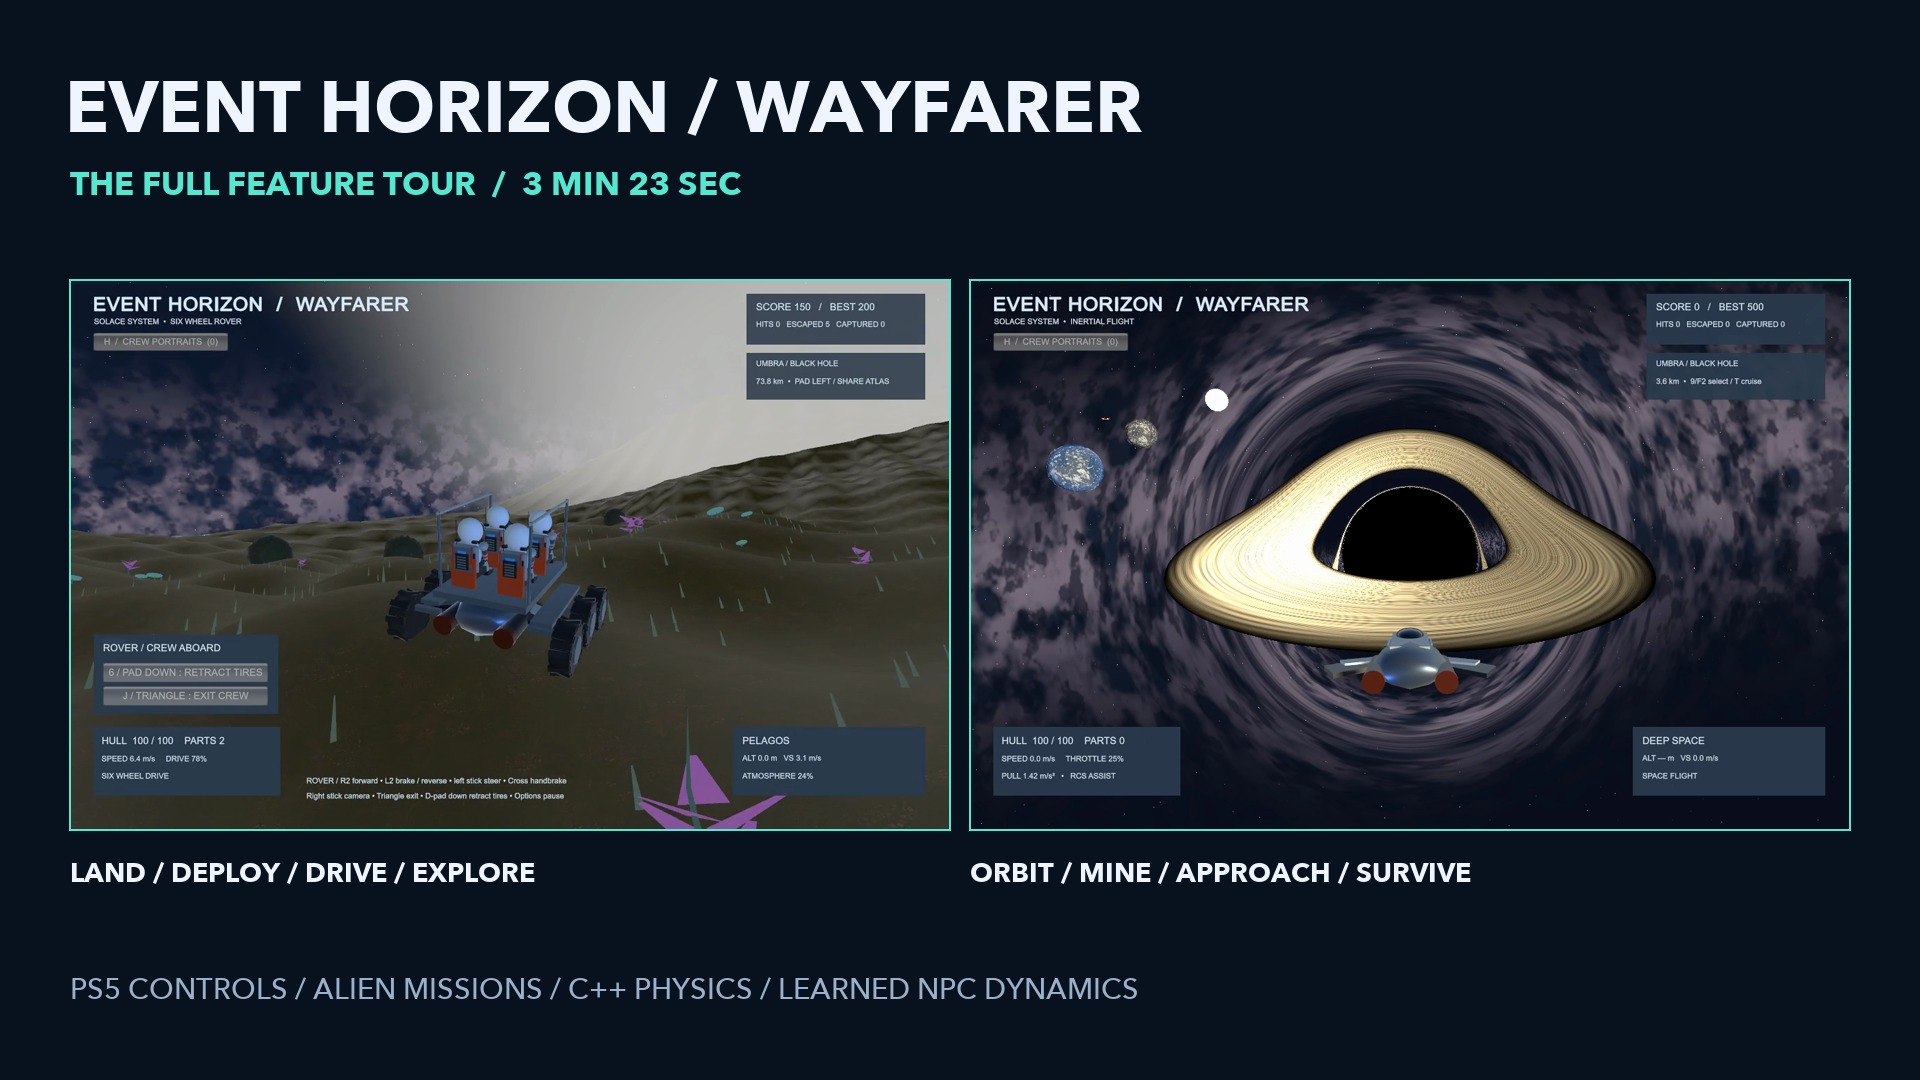 EVENT HORIZON / WAYFARER
THE FULL FEATURE TOUR / 3 MIN 23 SEC
EVENT HORIZON / WAYFARER
SOLACE SYSTEM • SIX WHEEL ROVER
H / CREW PORTRAITS (0)
SCORE 150 / BEST 200
HITS 0 ESCAPED 5 CAPTURED 0
UMBRA / BLACK HOLE
73.8 km • PAD LEFT / SHARE ATLAS
ROVER / CREW ABOARD
6 / PAD DOWN : RETRACT TIRES
J / TRIANGLE : EXIT CREW
HULL 100 / 100 PARTS 2
SPEED 6.4 m/s DRIVE 78%
SIX WHEEL DRIVE
ROVER / R2 forward • L2 brake / reverse • left stick steer • Cross handbrake
Right stick camera • Triangle exit • D-pad down retract tires • Options pause
PELAGOS
ALT 0.0 m VS 3.1 m/s
ATMOSPHERE 24%
LAND / DEPLOY / DRIVE / EXPLORE
EVENT HORIZON / WAYFARER
SOLACE SYSTEM • INERTIAL FLIGHT
H / CREW PORTRAITS (0)
SCORE 0 / BEST 500
HITS 0 ESCAPED 0 CAPTURED 0
UMBRA / BLACK HOLE
3.6 km • 9/F2 select / T cruise
HULL 100 / 100 PARTS 0
SPEED 0.0 m/s THROTTLE 25%
PULL 1.42 m/s² • RCS ASSIST
DEEP SPACE
ALT — m VS 0.0 m/s
SPACE FLIGHT
ORBIT / MINE / APPROACH / SURVIVE
PS5 CONTROLS / ALIEN MISSIONS / C++ PHYSICS / LEARNED NPC DYNAMICS